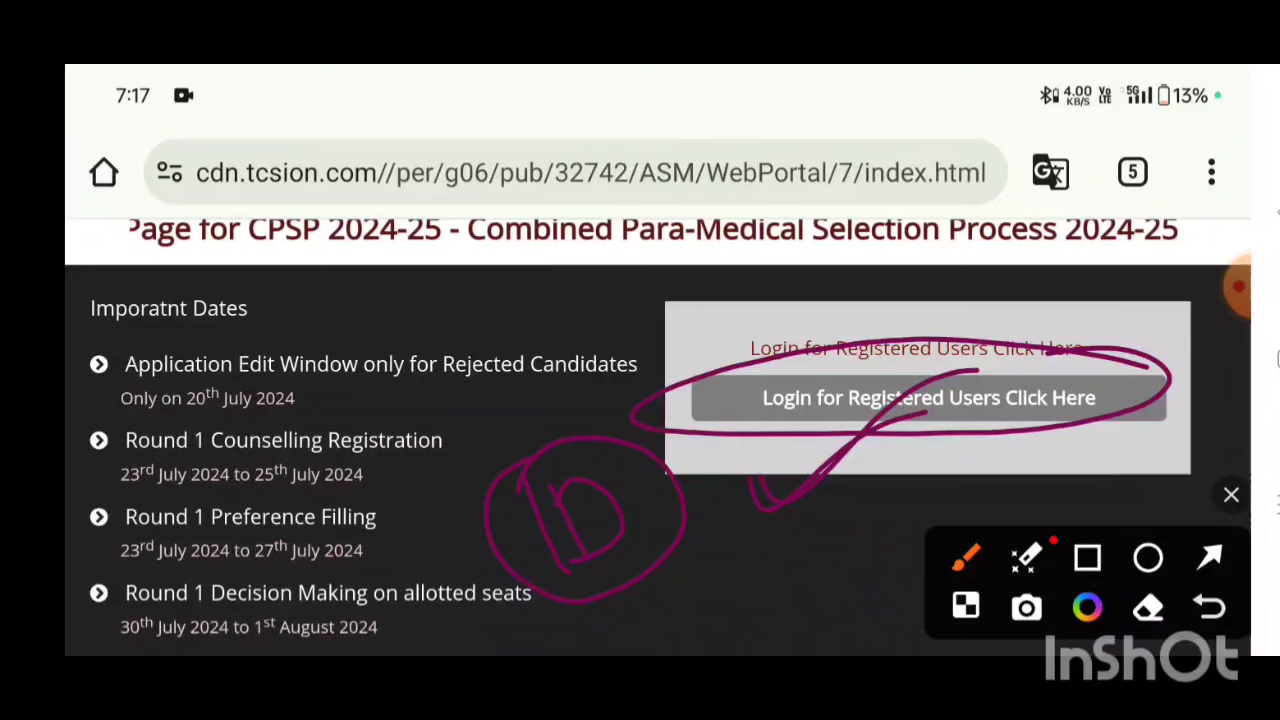 7:17
4.00 KB/S Vo LTE 5G 13%
cdn.tcsion.com//per/g06/pub/32742/ASM/WebPortal/7/index.html
5
Page for CPSP 2024-25 - Combined Para-Medical Selection Process 2024-25
Imporatnt Dates
Login for Registered Users Click Here
Application Edit Window only for Rejected Candidates
Only on 20th July 2024
Login for Registered Users Click Here
Round 1 Counselling Registration
23rd July 2024 to 25th July 2024
Round 1 Preference Filling
23rd July 2024 to 27th July 2024
ID
Round 1 Decision Making on allotted seats
30th July 2024 to 1st August 2024
InShOt